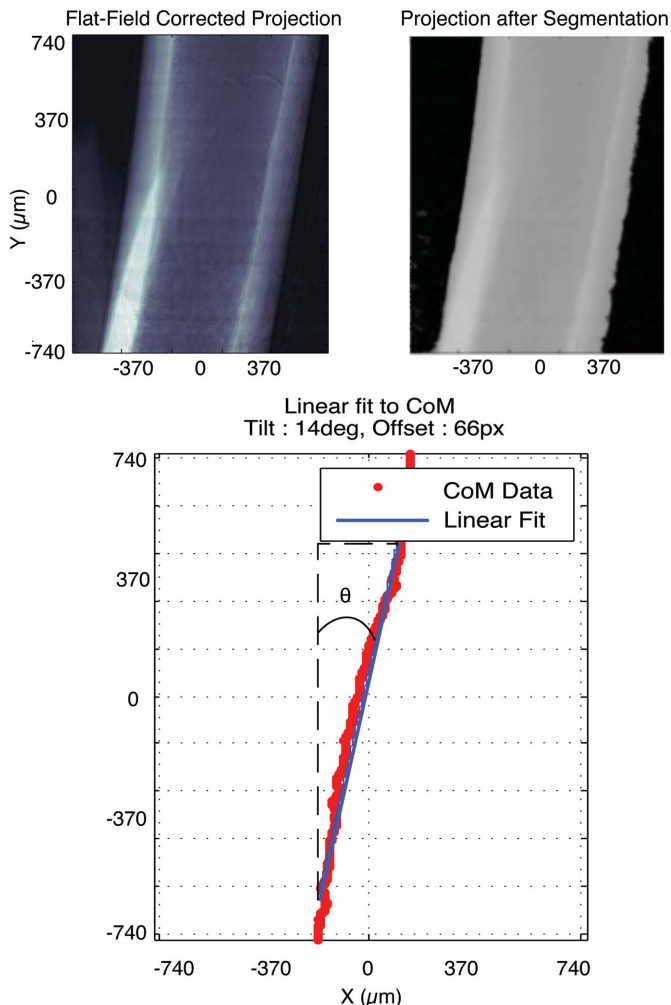 Flat-Field Corrected Projection
Projection after Segmentation
740
370
0
-370
-740
Y (μm)
-370 0 370
-370 0 370
Linear fit to CoM
Tilt : 14deg, Offset : 66px
740
370
0
-370
-740
CoM Data
Linear Fit
θ
-740 -370 0 370 740
X (μm)